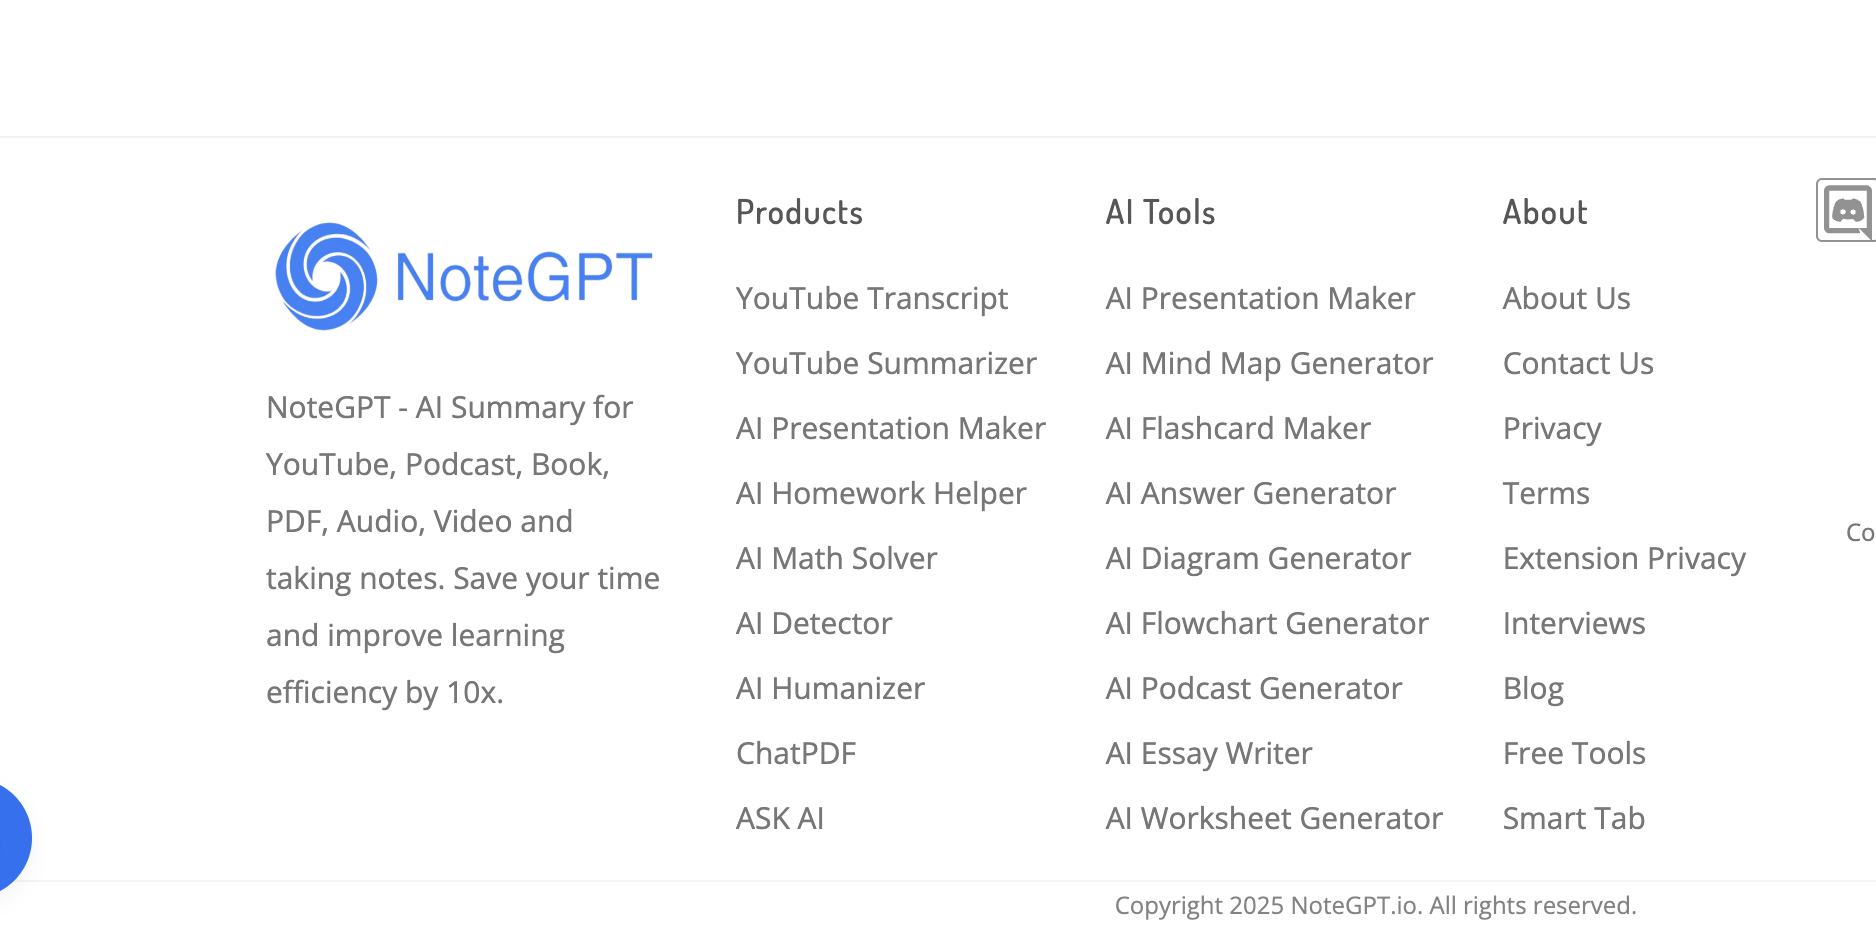 NoteGPT
NoteGPT - AI Summary for
YouTube, Podcast, Book,
PDF, Audio, Video and
taking notes. Save your time
and improve learning
efficiency by 10x.
Products
YouTube Transcript
YouTube Summarizer
AI Presentation Maker
AI Homework Helper
AI Math Solver
AI Detector
AI Humanizer
ChatPDF
ASK AI
AI Tools
AI Presentation Maker
AI Mind Map Generator
AI Flashcard Maker
AI Answer Generator
AI Diagram Generator
AI Flowchart Generator
AI Podcast Generator
AI Essay Writer
AI Worksheet Generator
About
About Us
Contact Us
Privacy
Terms
Extension Privacy
Interviews
Blog
Free Tools
Smart Tab
Co
Copyright 2025 NoteGPT.io. All rights reserved.